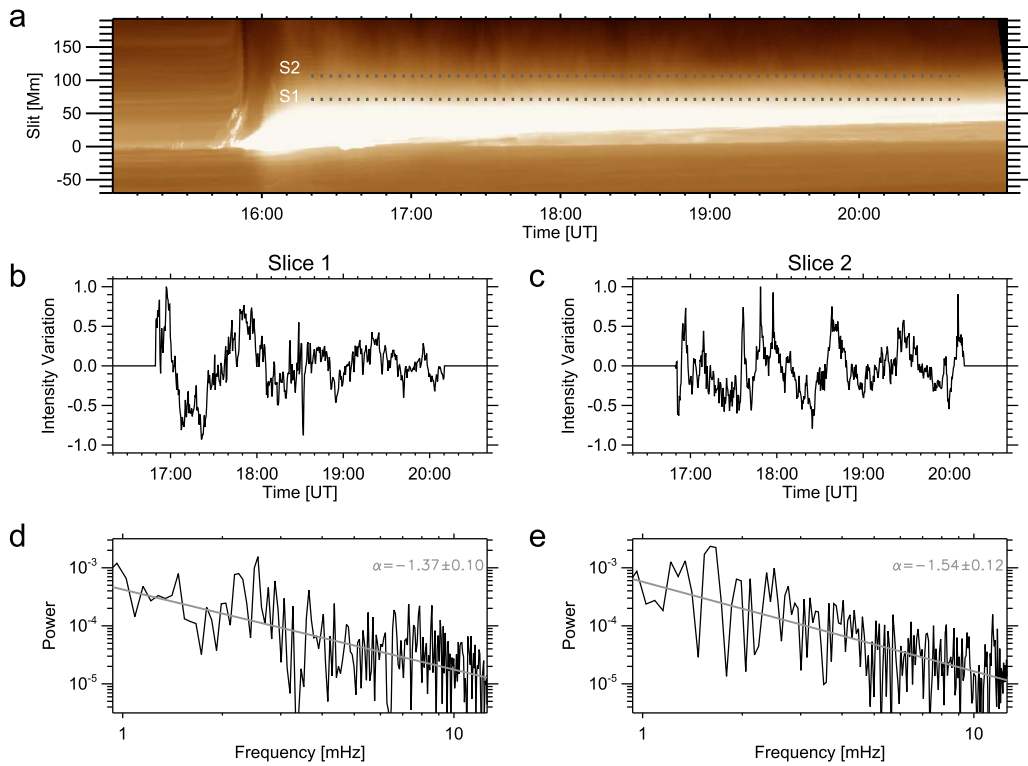 a
150
100
50
0
-50
Slit [Mm]
S2
S1
16:00 17:00 18:00 19:00 20:00
Time [UT]
b
Slice 1
1.0
0.5
0.0
-0.5
-1.0
Intensity Variation
17:00 18:00 19:00 20:00
Time [UT]
c
Slice 2
1.0
0.5
0.0
-0.5
-1.0
Intensity Variation
17:00 18:00 19:00 20:00
Time [UT]
d
α=−1.37±0.10
10⁻³
10⁻⁴
10⁻⁵
Power
1 10
Frequency [mHz]
e
α=−1.54±0.12
10⁻³
10⁻⁴
10⁻⁵
Power
1 10
Frequency [mHz]